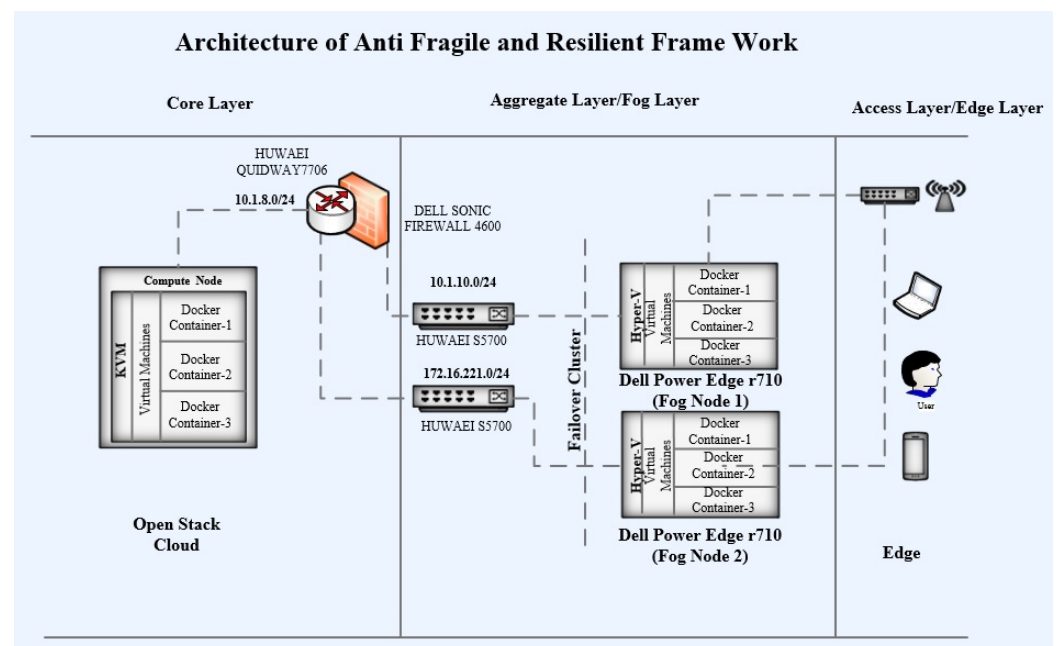 Architecture of Anti Fragile and Resilient Frame Work
Core Layer
Aggregate Layer/Fog Layer
Access Layer/Edge Layer
HUWAEI
QUIDWAY7706
10.1.8.0/24
DELL SONIC
FIREWALL 4600
Compute Node
KVM
Virtual Machines
Docker
Container-1
Docker
Container-2
Docker
Container-3
Open Stack
Cloud
10.1.10.0/24
HUWAEI S5700
172.16.221.0/24
HUWAEI S5700
Failover Cluster
Hyper-V
Virtual
Machines
Docker
Container-1
Docker
Container-2
Docker
Container-3
Dell Power Edge r710
(Fog Node 1)
Hyper-V
Virtual
Machines
Docker
Container-1
Docker
Container-2
Docker
Container-3
Dell Power Edge r710
(Fog Node 2)
User
Edge